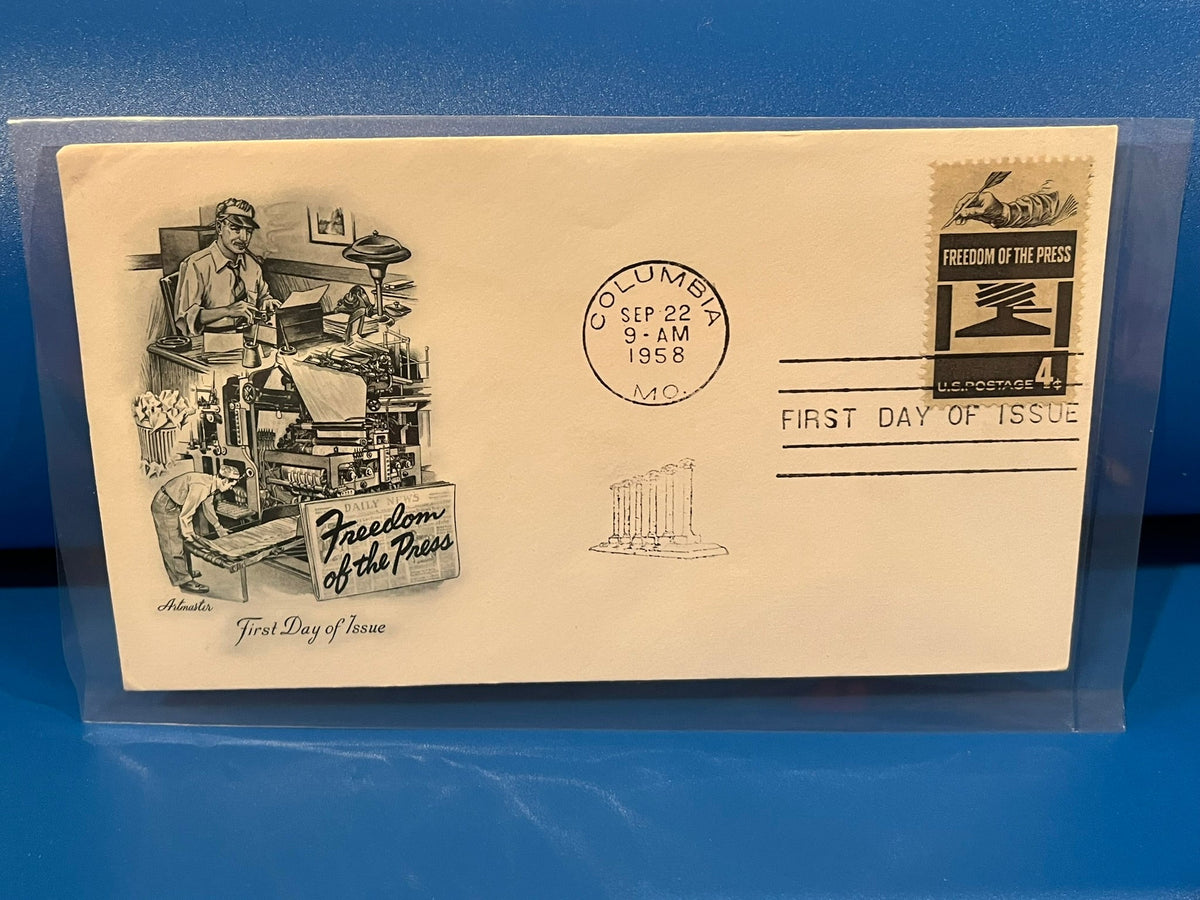 DAILY NEWS
Freedom
of the Press
Artmaster
First Day of Issue
COLUMBIA
SEP 22
9-AM
1958
MO.
FREEDOM OF THE PRESS
U.S. POSTAGE 4¢
FIRST DAY OF ISSUE